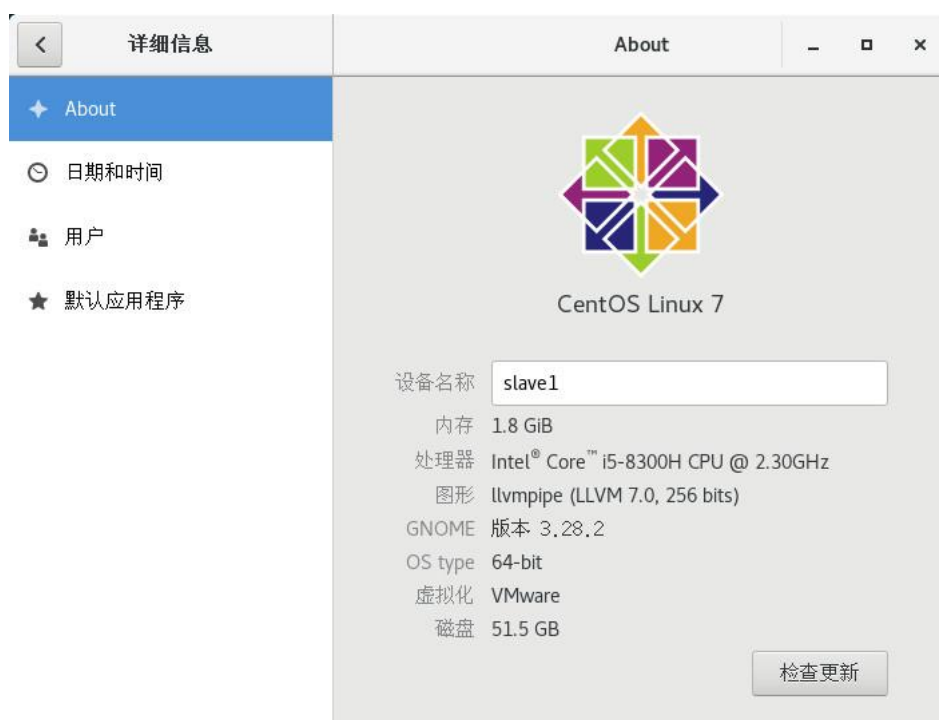 详细信息
About
About
日期和时间
用户
默认应用程序
CentOS Linux 7
设备名称 slave1
内存 1.8 GiB
处理器 Intel® Core™ i5-8300H CPU @ 2.30GHz
图形 llvmpipe (LLVM 7.0, 256 bits)
GNOME 版本 3.28.2
OS type 64-bit
虚拟化 VMware
磁盘 51.5 GB
检查更新